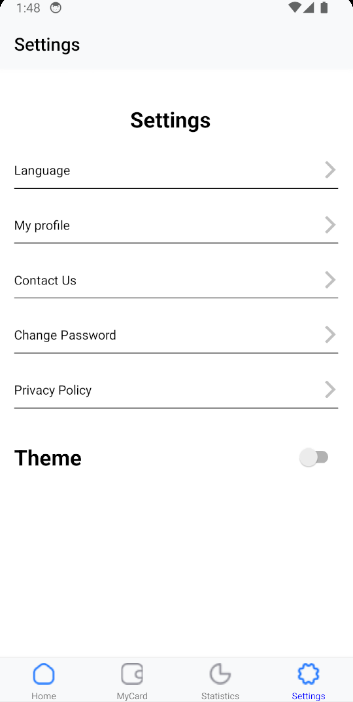 1:48
Settings
Settings
Language
My profile
Contact Us
Change Password
Privacy Policy
Theme
Home
MyCard
Statistics
Settings